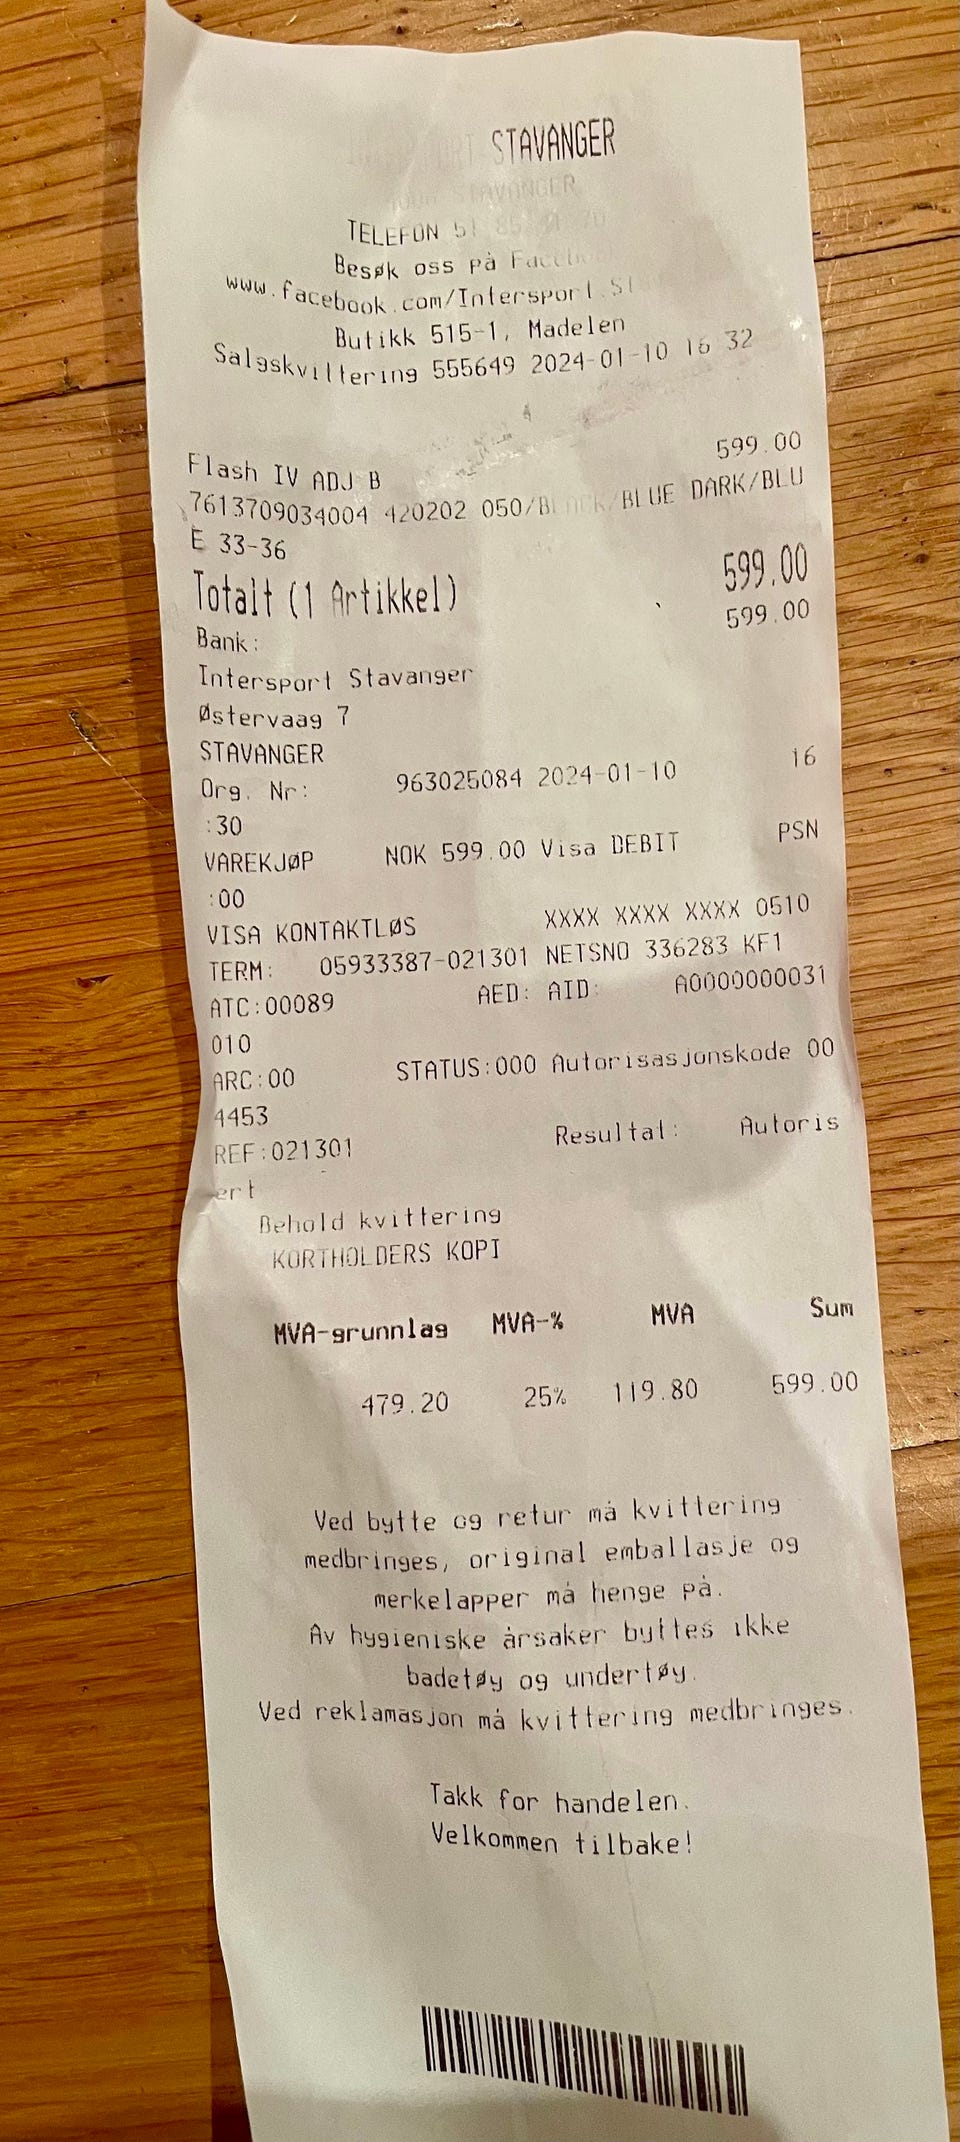 STAVANGER
STAVANGER
TELEFON 51 85
Besøk oss på
www.facebook.com/Intersport.St
Butikk 515-1, Madelen
Salgskvittering 555649 2024-01-10 16 32
Flash IV ADJ B 599.00
7613709034004 420202 050/BLACK/BLUE DARK/BLU
E 33-36
Totalt (1 Artikkel) 599.00
Bank: 599.00
Intersport Stavanger
Østervaag 7
STAVANGER
Org. Nr: 963025084 2024-01-10 16
:30
VAREKJØP NOK 599.00 Visa DEBIT PSN
:00
VISA KONTAKTLØS XXXX XXXX XXXX 0510
TERM: 05933387-021301 NETSNO 336283 KF1
ATC:00089 AED: AID: A0000000031
010
ARC:00 STATUS:000 Autorisasjonskode 00
4453
REF:021301 Resultat: Autoris
ert
Behold kvittering
KORTHOLDERS KOPI
MVA-grunnlag MVA-% MVA Sum
479.20 25% 119.80 599.00
Ved bytte og retur må kvittering
medbringes, original emballasje og
merkelapper må henge på.
Av hygieniske årsaker byttes ikke
badetøy og undertøy.
Ved reklamasjon må kvittering medbringes.
Takk for handelen.
Velkommen tilbake!